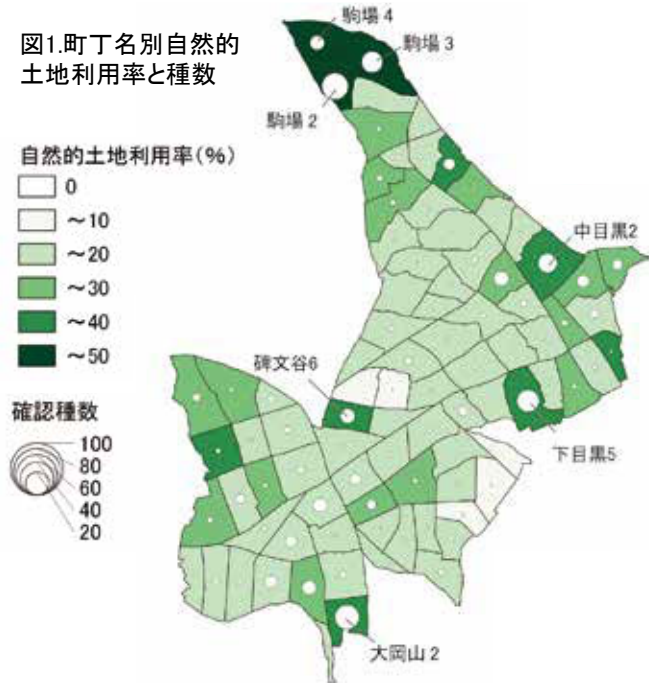 図1.町丁名別自然的
土地利用率と種数
駒場 4
駒場 3
駒場 2
自然的土地利用率(%)
0
～10
～20
～30
～40
～50
中目黒2
碑文谷6
確認種数
100
80
60
40
20
下目黒5
大岡山 2